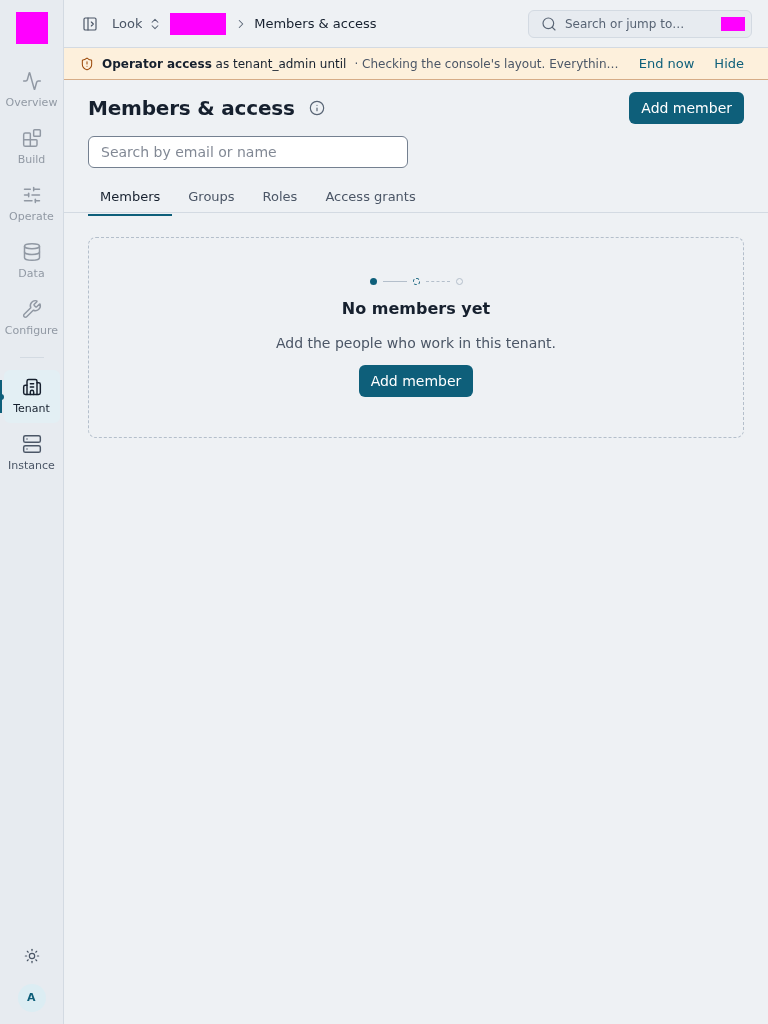 Look
Members & access
Search or jump to…
Operator access as tenant_admin until · Checking the console's layout. Everythin… End now Hide
Overview
Build
Operate
Data
Configure
Tenant
Instance
A
Members & access
Add member
Search by email or name
Members Groups Roles Access grants
No members yet
Add the people who work in this tenant.
Add member